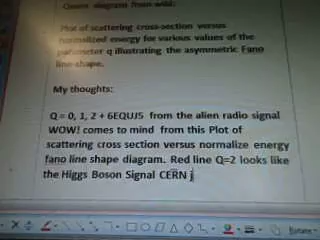 diagram from wiki:
Plot of scattering cross-section versus
normalized energy for various values of the
parameter q illustrating the asymmetric Fano
line-shape.
My thoughts:
Q = 0, 1, 2 + 6EQUJ5 from the alien radio signal
WOW! comes to mind from this Plot of
scattering cross section versus normalize energy
fano line shape diagram. Red line Q=2 looks like
the Higgs Boson Signal CERN j
Rotate